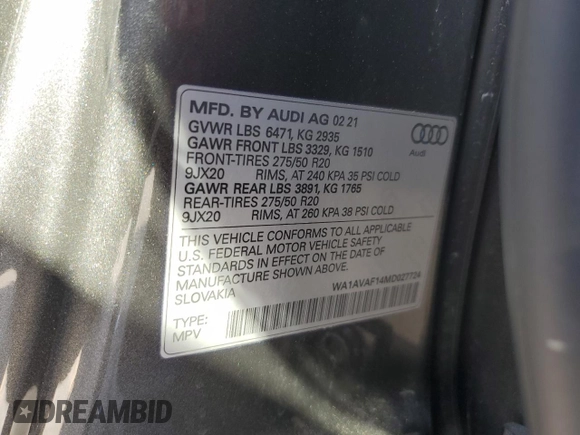 MFD. BY AUDI AG 02 21
GVWR LBS 6471, KG 2935
GAWR FRONT LBS 3329, KG 1510
FRONT-TIRES 275/50 R20
9JX20 RIMS, AT 240 KPA 35 PSI COLD
GAWR REAR LBS 3891, KG 1765
REAR-TIRES 275/50 R20
9JX20 RIMS, AT 260 KPA 38 PSI COLD
Audi
THIS VEHICLE CONFORMS TO ALL APPLICABLE
U.S. FEDERAL MOTOR VEHICLE SAFETY
STANDARDS IN EFFECT ON THE DATE OF
MANUFACTURE SHOWN ABOVE.
SLOVAKIA
WA1AVAF14MD027724
TYPE:
MPV
DREAMBID